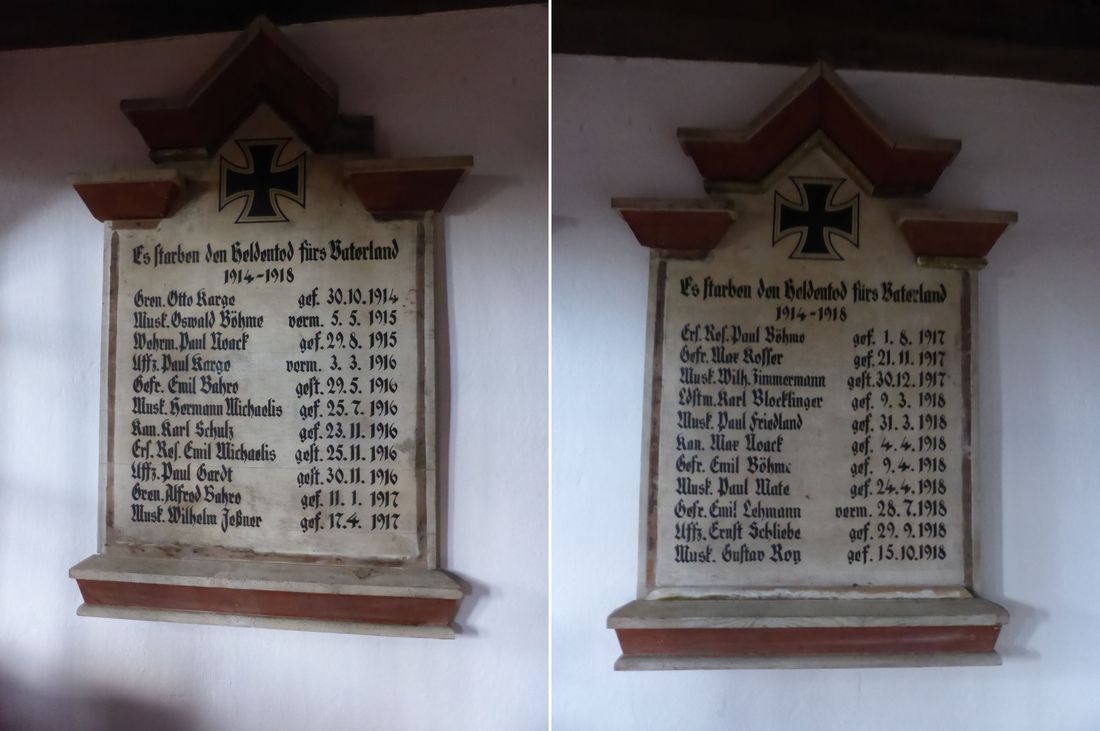 Es starben den Heldentod fürs Vaterland
1914-1918
Gren. Otto Kargo gef. 30.10.1914
Musk. Oswald Böhme verm. 5. 5. 1915
Wehrm. Paul Noack gef. 29. 8. 1915
Uffz. Paul Kargo verm. 3. 3. 1916
Gefr. Emil Bahro gest. 29. 5. 1916
Musk. Hermann Michaelis gef. 25. 7. 1916
Kan. Karl Schulz gef. 23. 11. 1916
Ers. Res. Emil Michaelis gest. 25. 11. 1916
Uffz. Paul Gardt gest. 30. 11. 1916
Gren. Alfred Bahro gef. 11. 1. 1917
Musk. Wilhelm Jeßner gef. 17. 4. 1917
Es starben den Heldentod fürs Vaterland
1914-1918
Ers. Res. Paul Böhme gef. 1. 8. 1917
Gefr. Max Kosser gef. 21. 11. 1917
Musk. Wilh. Zimmermann gest. 30. 12. 1917
Ldstm. Karl Blocklinger gef. 9. 3. 1918
Musk. Paul Friedland gef. 31. 3. 1918
Kan. Max Noack gef. 4. 4. 1918
Gefr. Emil Böhme gef. 9. 4. 1918
Musk. Paul Mate gef. 24. 4. 1918
Gefr. Emil Lehmann verm. 28. 7. 1918
Uffz. Ernst Schliebe gef. 29. 9. 1918
Musk. Gustav Roy gef. 15. 10. 1918